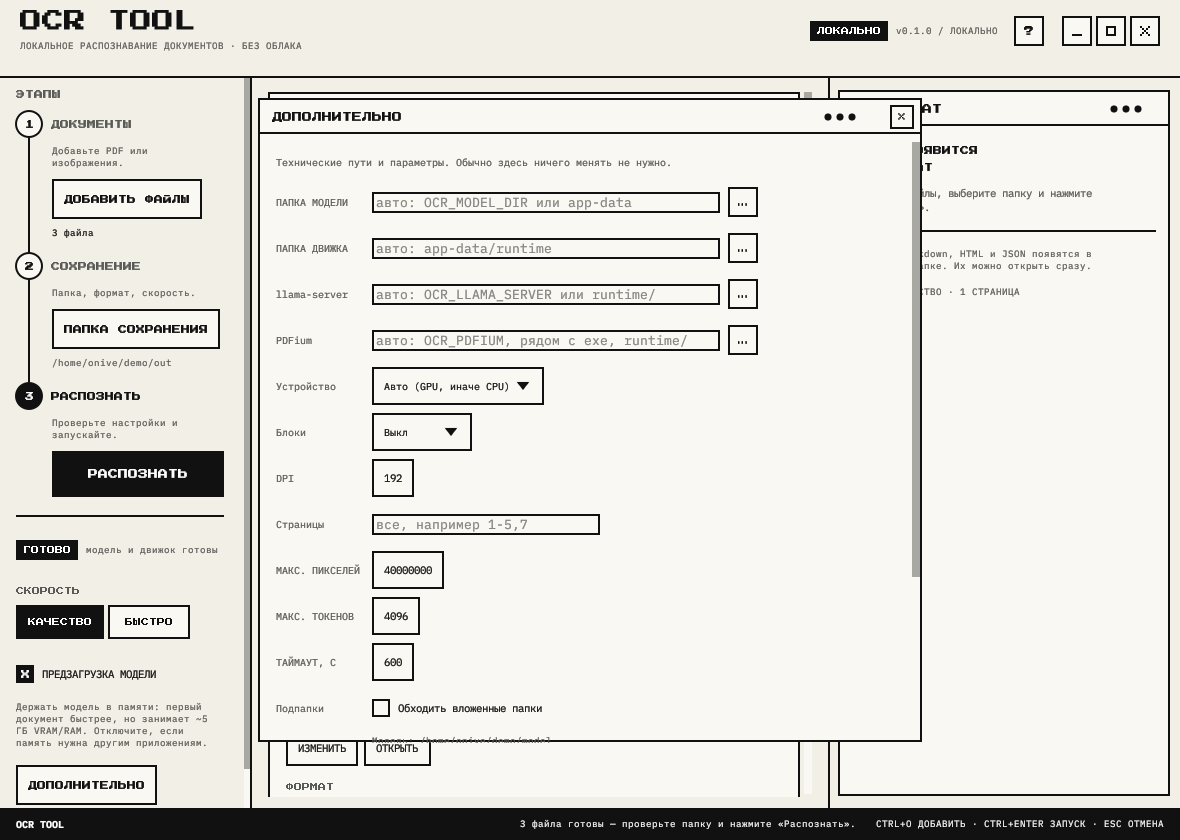 OCR TOOL
ЛОКАЛЬНОЕ РАСПОЗНАВАНИЕ ДОКУМЕНТОВ · БЕЗ ОБЛАКА
ЛОКАЛЬНО v0.1.0 / ЛОКАЛЬНО ?
ЭТАПЫ
1 ДОКУМЕНТЫ
Добавьте PDF или
изображения.
ДОБАВИТЬ ФАЙЛЫ
3 файла
2 СОХРАНЕНИЕ
Папка, формат, скорость.
ПАПКА СОХРАНЕНИЯ
/home/onive/demo/out
3 РАСПОЗНАТЬ
Проверьте настройки и
запускайте.
РАСПОЗНАТЬ
ГОТОВО модель и движок готовы
СКОРОСТЬ
КАЧЕСТВО БЫСТРО
ПРЕДЗАГРУЗКА МОДЕЛИ
Держать модель в памяти: первый
документ быстрее, но занимает ~5
ГБ VRAM/RAM. Отключите, если
память нужна другим приложениям.
ДОПОЛНИТЕЛЬНО
ДОПОЛНИТЕЛЬНО
Технические пути и параметры. Обычно здесь ничего менять не нужно.
ПАПКА МОДЕЛИ авто: OCR_MODEL_DIR или app-data ...
ПАПКА ДВИЖКА авто: app-data/runtime ...
llama-server авто: OCR_LLAMA_SERVER или runtime/ ...
PDFium авто: OCR_PDFIUM, рядом с exe, runtime/ ...
Устройство Авто (GPU, иначе CPU)
Блоки Выкл
DPI 192
Страницы все, например 1-5,7
МАКС. ПИКСЕЛЕЙ 40000000
МАКС. ТОКЕНОВ 4096
ТАЙМАУТ, С 600
Подпапки Обходить вложенные папки
Модель: /home/onive/demo/model
ИЗМЕНИТЬ ОТКРЫТЬ
ФОРМАТ
АТ
ЯВИТСЯ
Т
йлы, выберите папку и нажмите
».
kdown, HTML и JSON появятся в
апке. Их можно открыть сразу.
СТВО · 1 СТРАНИЦА
OCR TOOL
3 файла готовы — проверьте папку и нажмите «Распознать». CTRL+O ДОБАВИТЬ · CTRL+ENTER ЗАПУСК · ESC ОТМЕНА